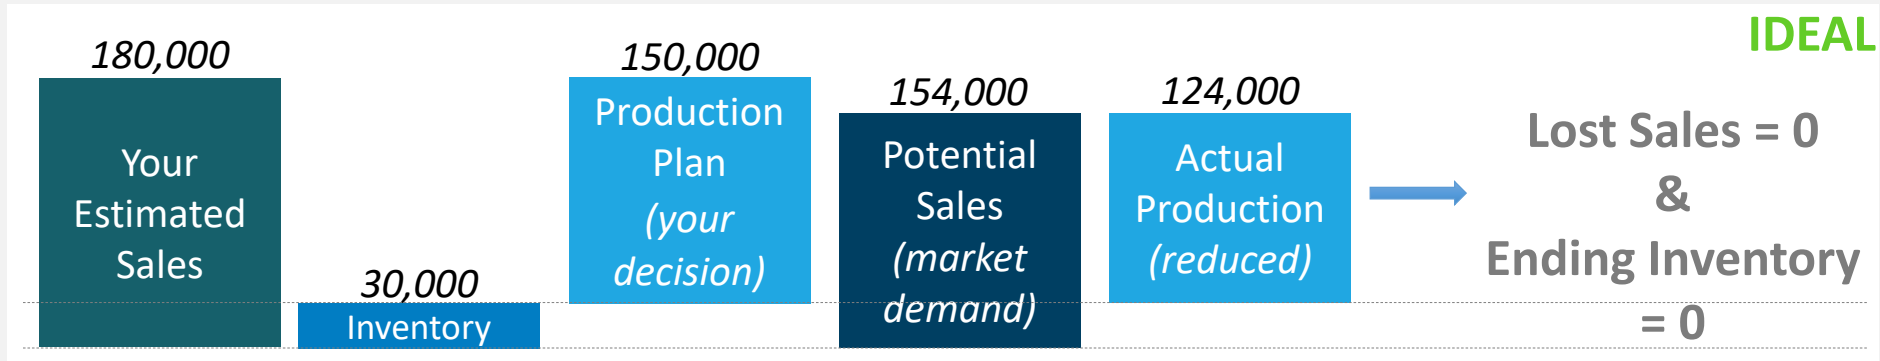 IDEAL
180,000
Your
Estimated
Sales
30,000
Inventory
150,000
Production
Plan
(your
decision)
154,000
Potential
Sales
(market
demand)
124,000
Actual
Production
(reduced)
Lost Sales = 0
&
Ending Inventory
= 0